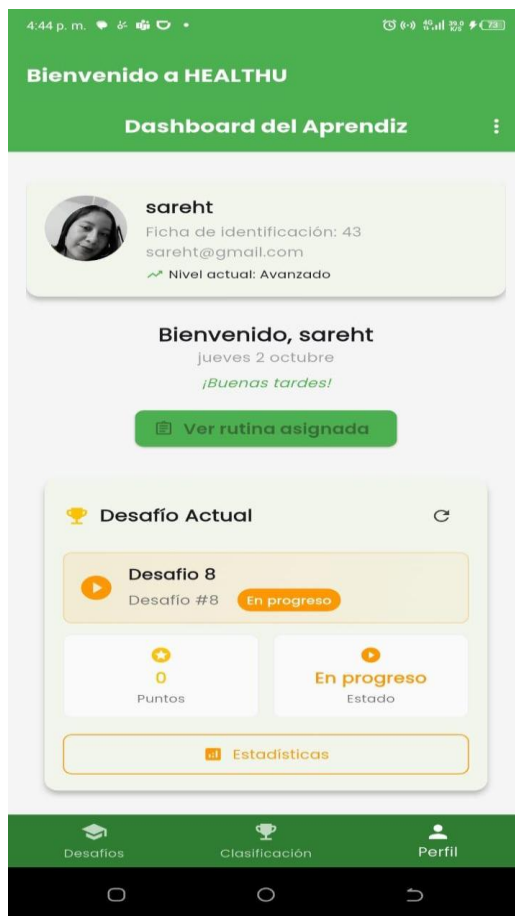 4:44 p. m.
Bienvenido a HEALTHU
Dashboard del Aprendiz
sareht
Ficha de identificación: 43
sareht@gmail.com
Nivel actual: Avanzado
Bienvenido, sareht
jueves 2 octubre
¡Buenas tardes!
Ver rutina asignada
Desafío Actual
Desafio 8
Desafío #8 En progreso
0
Puntos
En progreso
Estado
Estadísticas
Desafíos Clasificación Perfil